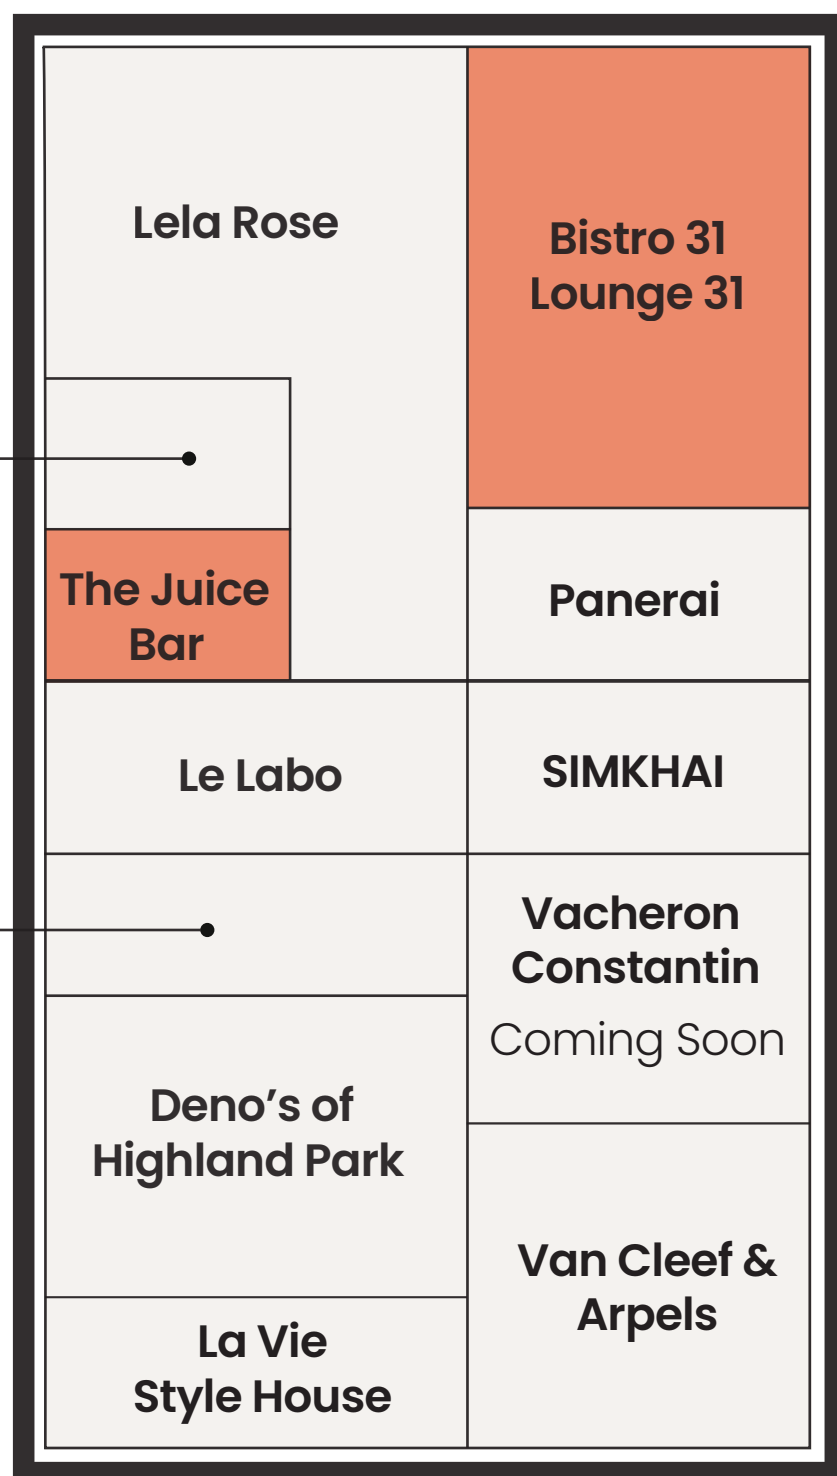 Lela Rose
Bistro 31
Lounge 31
The Juice
Bar
Panerai
Le Labo
SIMKHAI
Vacheron
Constantin
Coming Soon
Deno’s of
Highland Park
Van Cleef &
Arpels
La Vie
Style House